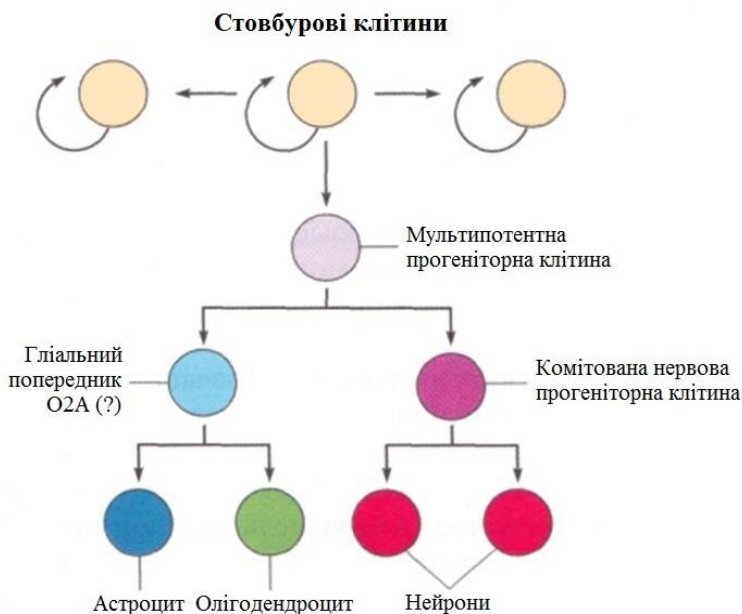 Стовбурові клітини
Мультипотентна
прогеніторна клітина
Гліальний
попередник
О2А (?)
Комітована нервова
прогеніторна клітина
Астроцит
Олігодендроцит
Нейрони